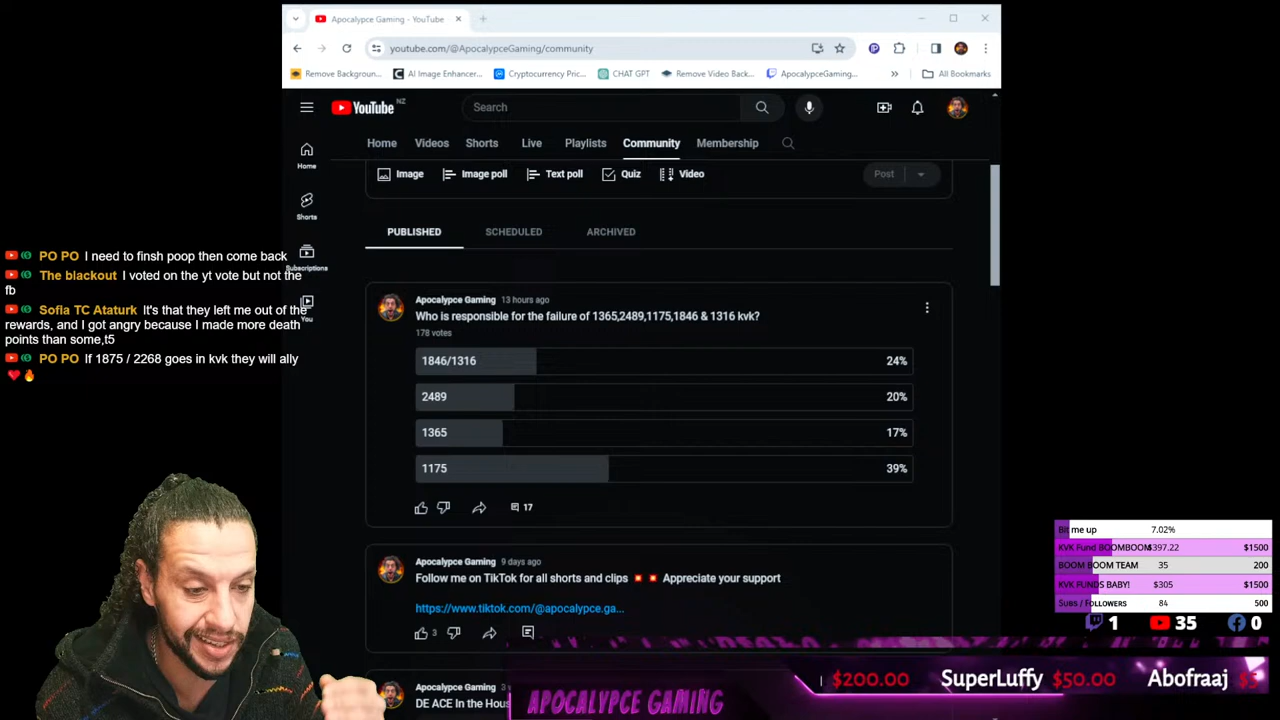 Apocalypce Gaming - YouTube
youtube.com/@ApocalypceGaming/community
Remove Backgroun... AI Image Enhancer... Cryptocurrency Pric... CHAT GPT Remove Video Back... ApocalypceGaming... » All Bookmarks
YouTube NZ
Search
Home Videos Shorts Live Playlists Community Membership
Home
Shorts
Subscriptions
You
Image Image poll Text poll Quiz Video Post
PUBLISHED SCHEDULED ARCHIVED
PO PO I need to finsh poop then come back
The blackout I voted on the yt vote but not the
fb
Sofia TC Ataturk It's that they left me out of the
rewards, and I got angry because I made more death
points than some,t5
PO PO If 1875 / 2268 goes in kvk they will ally
Apocalypce Gaming 13 hours ago
Who is responsible for the failure of 1365,2489,1175,1846 & 1316 kvk?
178 votes
1846/1316 24%
2489 20%
1365 17%
1175 39%
17
Apocalypce Gaming 9 days ago
Follow me on TikTok for all shorts and clips Appreciate your support
https://www.tiktok.com/@apocalypce.ga...
3
Apocalypce Gaming
DE ACE In the Hous
me up 7.02%
KVK Fund BOOMBOOM $397.22 $1500
BOOM BOOM TEAM 35 200
KVK FUNDS BABY! $305 $1500
Subs / FOLLOWERS 84 500
1 35 0
APOCALYPCE GAMING
$200.00 SuperLuffy $50.00 Abofraaj